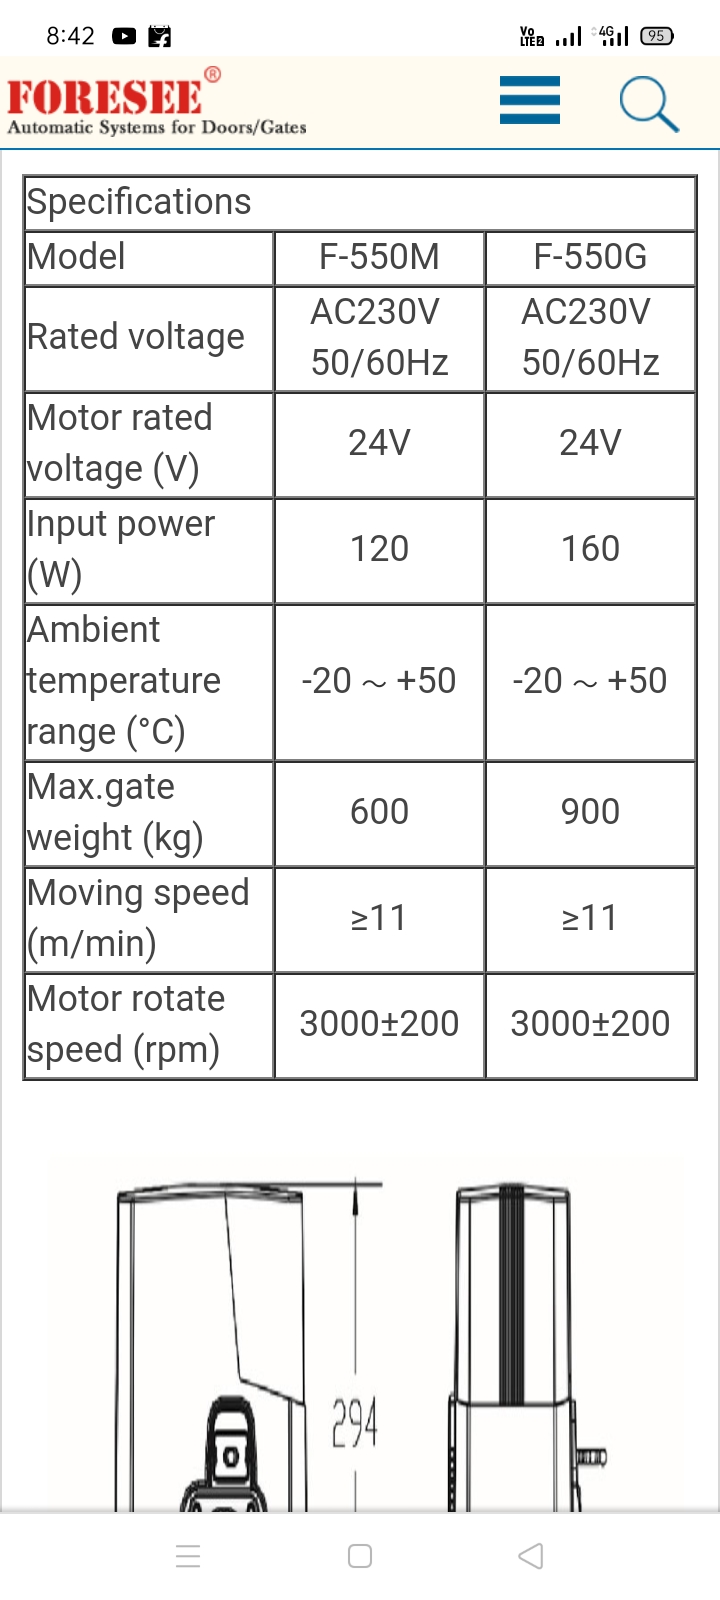 8:42
Vo LTE2 4G 95
FORESEE®
Automatic Systems for Doors/Gates
Specifications
Model F-550M F-550G
Rated voltage AC230V 50/60Hz AC230V 50/60Hz
Motor rated voltage (V) 24V 24V
Input power (W) 120 160
Ambient temperature range (°C) -20 ~ +50 -20 ~ +50
Max.gate weight (kg) 600 900
Moving speed (m/min) ≥11 ≥11
Motor rotate speed (rpm) 3000±200 3000±200
294